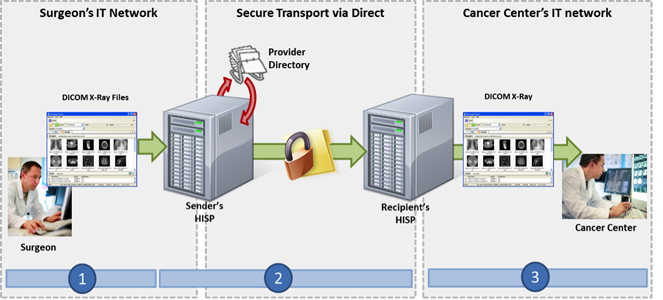 Surgeon's IT Network
Secure Transport via Direct
Cancer Center's IT network
Provider
Directory
DICOM X-Ray Files
DICOM X-Ray
Sender's
HISP
Recipient's
HISP
Surgeon
Cancer Center
1
2
3